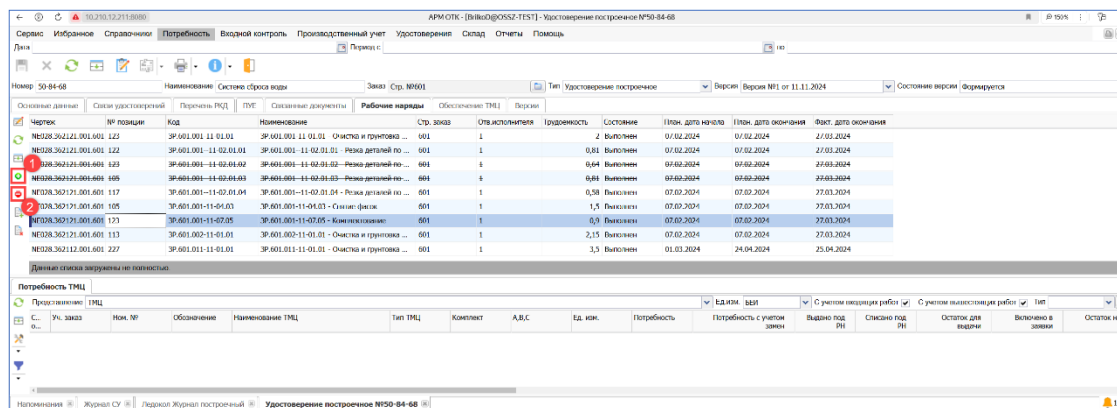 10.210.12.211:8080 АРМ ОТК - [BrilkoD@OSSZ-TEST] - Удостоверение построечное №50-84-68 150%
Сервис Избранное Справочники Потребность Входной контроль Производственный учет Удостоверения Склад Отчеты Помощь
Дата Период с по
Номер 50-84-68 Наименование Система сброса воды Заказ Стр. №601 Тип Удостоверение построечное Версия Версия №1 от 11.11.2024 Состояние версии Формируется
Основные данные Связи удостоверений Перечень РКД ПУЕ Связанные документы Рабочие наряды Обеспечение ТМЦ Версии
Чертеж № позиции Код Наименование Стр. заказ Отв.исполнителя Трудоемкость Состояние План. дата начала План. дата окончания Факт. дата окончания
NE028.362121.001.601 123 ЗР.601.001-11-01.01 ЗР.601.001-11-01.01 - Очистка и грунтовка ... 601 1 2 Выполнен 07.02.2024 07.02.2024 27.03.2024
NE028.362121.001.601 122 ЗР.601.001--11-02.01.01 ЗР.601.001--11-02.01.01 - Резка деталей по ... 601 1 0,81 Выполнен 07.02.2024 07.02.2024 27.03.2024
1
NE028.362121.001.601 123 ЗР.601.001--11-02.01.02 ЗР.601.001--11-02.01.02 - Резка деталей по ... 601 1 0,64 Выполнен 07.02.2024 07.02.2024 27.03.2024
NE028.362121.001.601 105 ЗР.601.001--11-02.01.03 ЗР.601.001--11-02.01.03 - Резка деталей по ... 601 1 0,81 Выполнен 07.02.2024 07.02.2024 27.03.2024
NE028.362121.001.601 117 ЗР.601.001--11-02.01.04 ЗР.601.001--11-02.01.04 - Резка деталей по ... 601 1 0,58 Выполнен 07.02.2024 07.02.2024 27.03.2024
2
NE028.362121.001.601 105 ЗР.601.001-11-04.03 ЗР.601.001-11-04.03 - Снятие фасок 601 1 1,5 Выполнен 07.02.2024 07.02.2024 27.03.2024
NE028.362121.001.601 123 ЗР.601.001-11-07.05 ЗР.601.001-11-07.05 - Комплектование 601 1 0,9 Выполнен 07.02.2024 07.02.2024 27.03.2024
NE028.362121.001.601 113 ЗР.601.002-11-01.01 ЗР.601.002-11-01.01 - Очистка и грунтовка ... 601 1 2,15 Выполнен 07.02.2024 07.02.2024 27.03.2024
NE028.362112.001.601 227 ЗР.601.011-11-01.01 ЗР.601.011-11-01.01 - Очистка и грунтовка ... 601 1 3,5 Выполнен 01.03.2024 24.04.2024 25.04.2024
Данные списка загружены не полностью.
Потребность ТМЦ
Представление ТМЦ Ед.изм. БЕИ С учетом входящих работ С учетом вышестоящих работ Тип
С... о... Уч. заказ Ном. № Обозначение Наименование ТМЦ Тип ТМЦ Комплект А,В,С Ед. изм. Потребность Потребность с учетом замен Выдано под РН Списано под РН Остаток для выдачи Включено в заявки Остаток
Напоминания Журнал СУ Ледокол Журнал построечный Удостоверение построечное №50-84-68